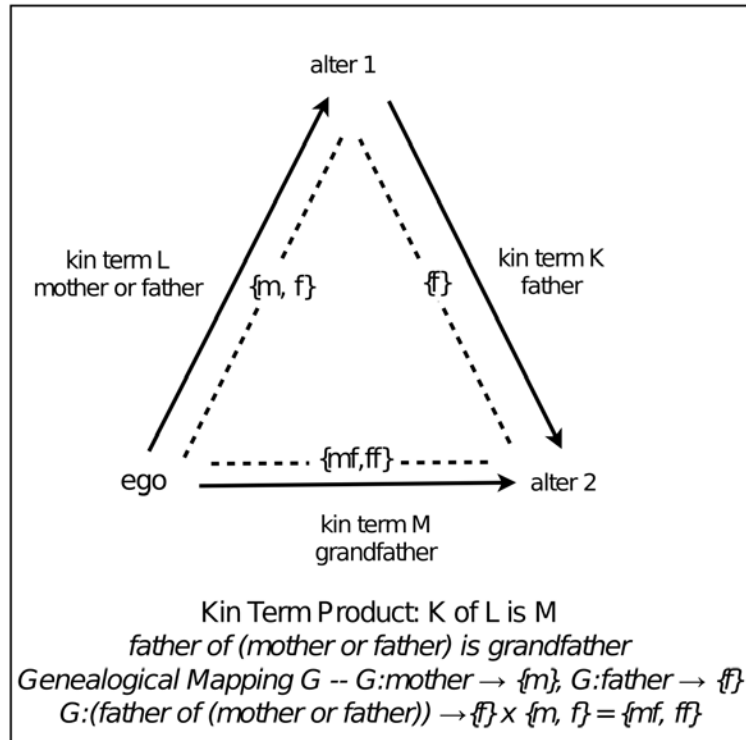 alter 1
kin term L
mother or father
{m, f}
{f}
kin term K
father
ego
{mf,ff}
alter 2
kin term M
grandfather
Kin Term Product: K of L is M
father of (mother or father) is grandfather
Genealogical Mapping G -- G:mother → {m}, G:father → {f}
G:(father of (mother or father)) →{f} x {m, f} = {mf, ff}